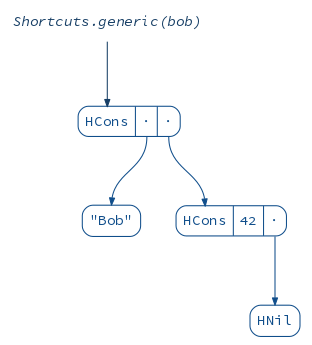 Shortcuts.generic(bob)
HCons · ·
"Bob"
HCons 42 ·
HNil